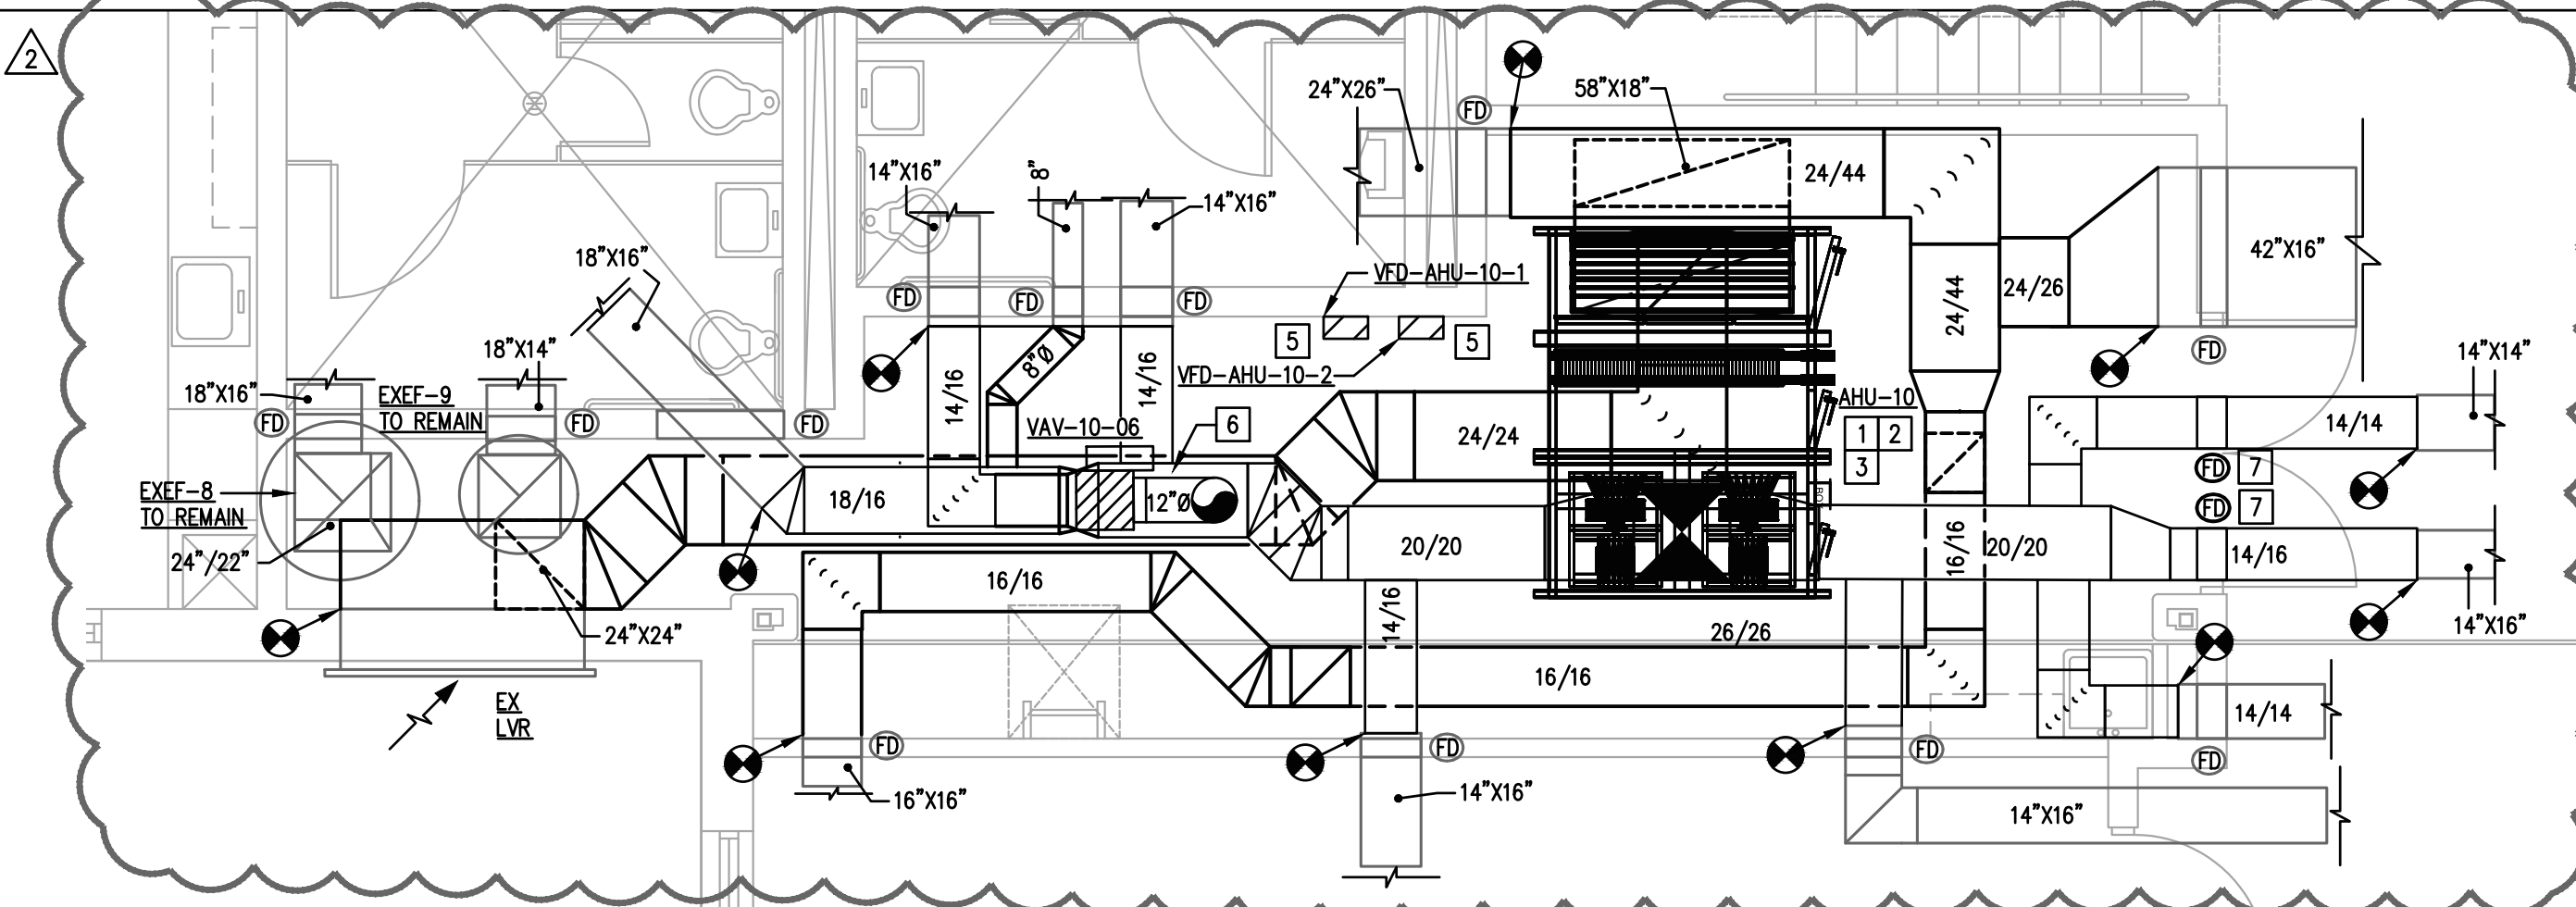 2
24"X26"
FD
58"X18"
24/44
14"X16"
8"
14"X16"
42"X16"
18"X16"
VFD-AHU-10-1
24/44
24/26
FD
FD
FD
5
5
8"Ø
14/16
14/16
18"X14"
FD
14"X14"
VFD-AHU-10-2
18"X16"
EXEF-9
TO REMAIN
FD
FD
FD
VAV-10-06
6
AHU-10
1
2
3
24/24
14/14
FD
7
EXEF-8
TO REMAIN
18/16
12"Ø
FD
7
24"/22"
20/20
16/16
20/20
14/16
16/16
14/16
24"X24"
26/26
14"X16"
16/16
EX
LVR
14/14
FD
FD
FD
FD
16"X16"
14"X16"
14"X16"